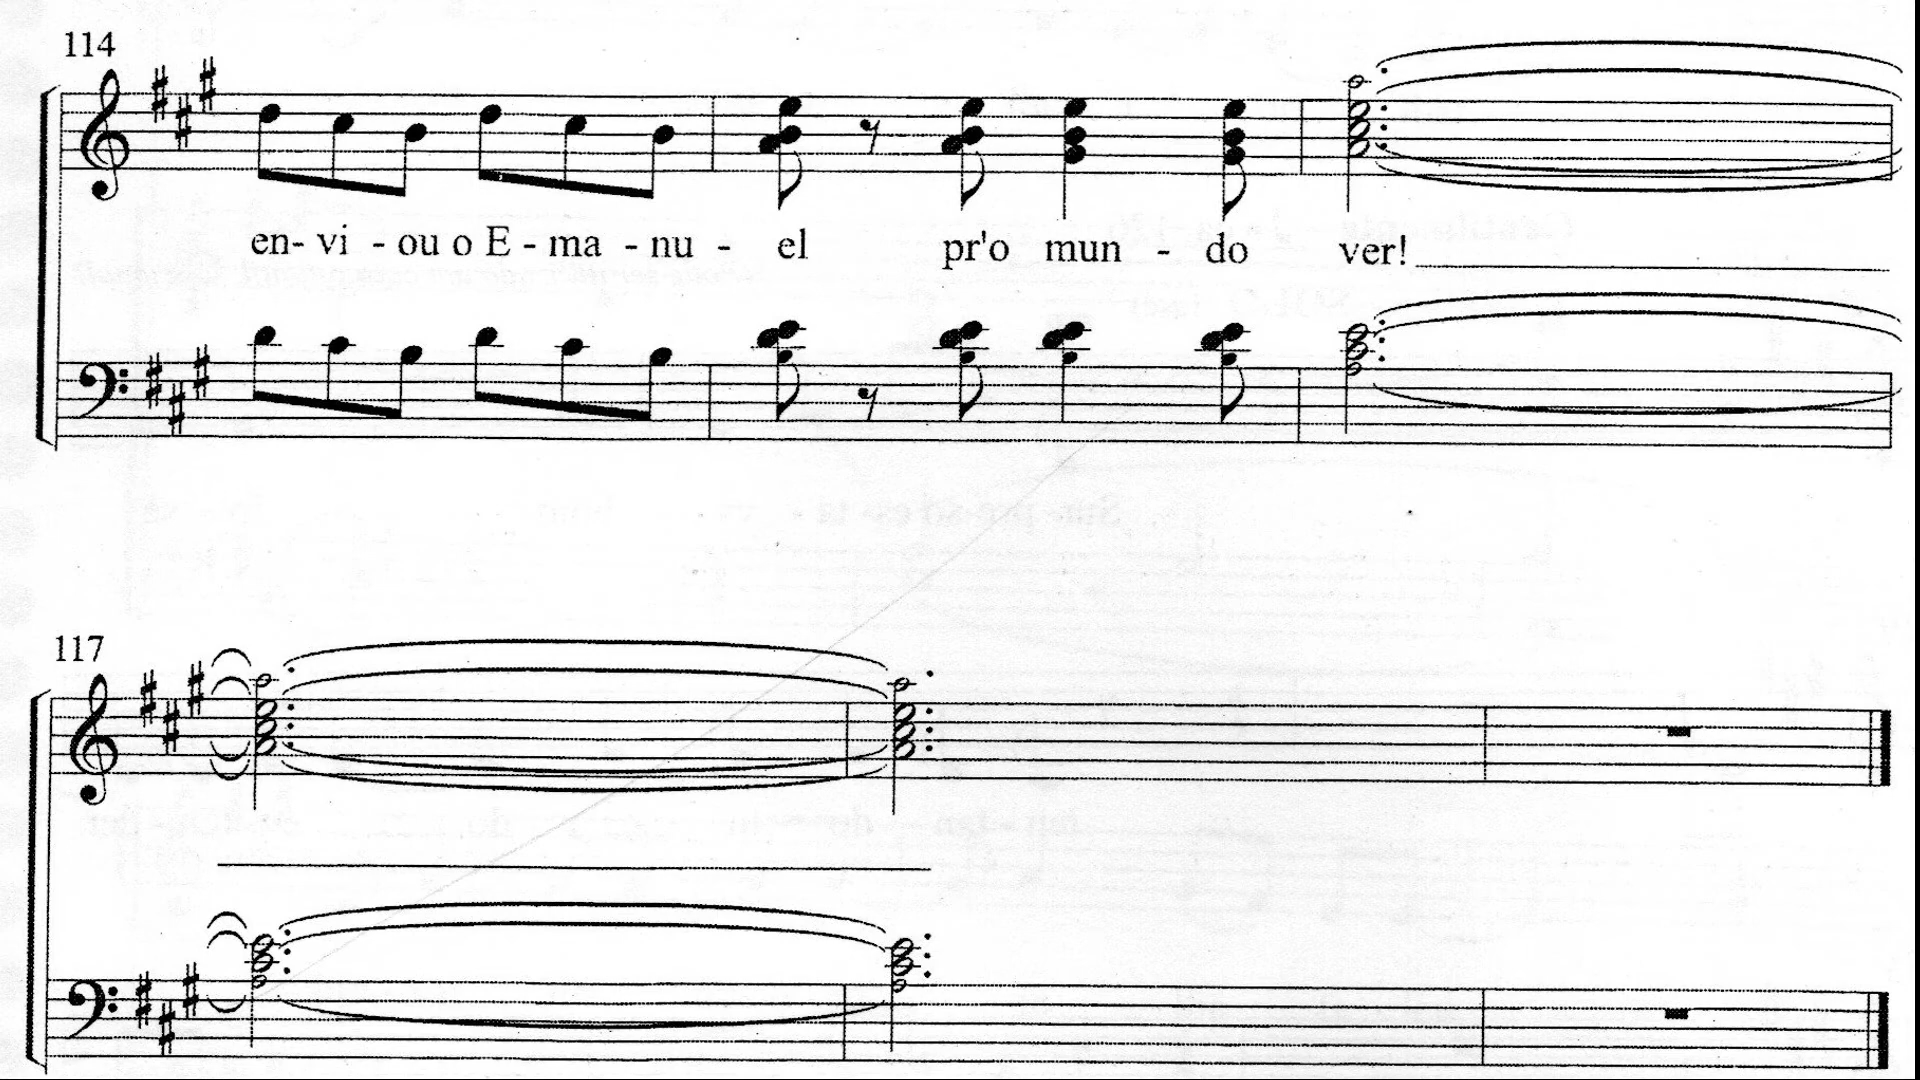 114
en- vi - ou o E - ma - nu - el pr'o mun - do ver!
117